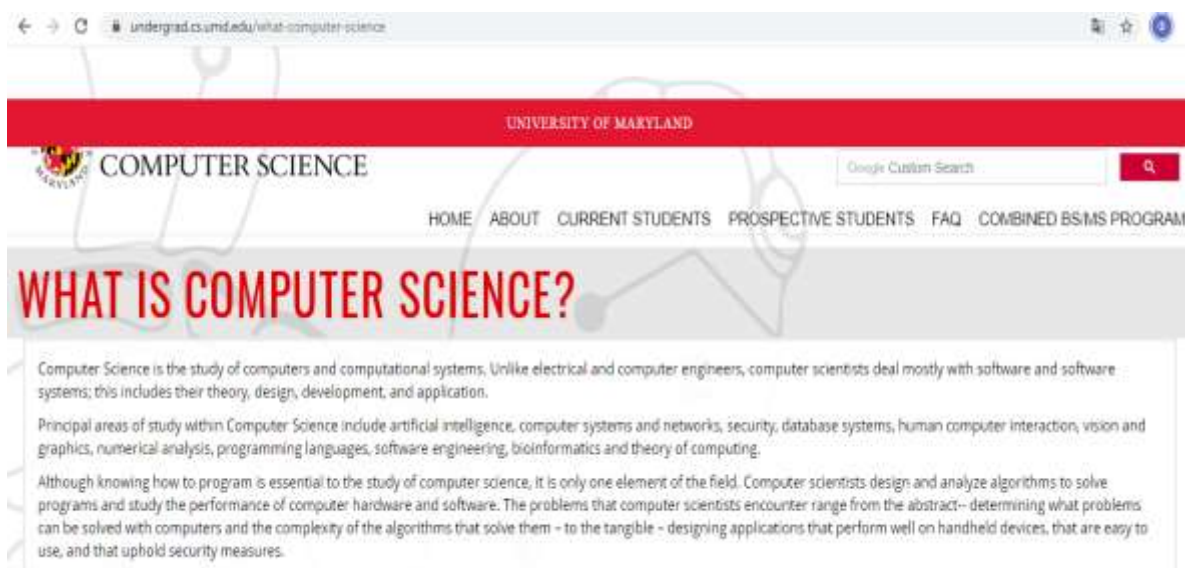 undergrad.cs.umd.edu/what-computer-science
UNIVERSITY OF MARYLAND
MARYLAND
COMPUTER SCIENCE
Google Custom Search
HOME ABOUT CURRENT STUDENTS PROSPECTIVE STUDENTS FAQ COMBINED BS/MS PROGRAM
WHAT IS COMPUTER SCIENCE?
Computer Science is the study of computers and computational systems. Unlike electrical and computer engineers, computer scientists deal mostly with software and software
systems; this includes their theory, design, development, and application.
Principal areas of study within Computer Science include artificial intelligence, computer systems and networks, security, database systems, human computer interaction, vision and
graphics, numerical analysis, programming languages, software engineering, bioinformatics and theory of computing.
Although knowing how to program is essential to the study of computer science, it is only one element of the field. Computer scientists design and analyze algorithms to solve
programs and study the performance of computer hardware and software. The problems that computer scientists encounter range from the abstract-- determining what problems
can be solved with computers and the complexity of the algorithms that solve them – to the tangible – designing applications that perform well on handheld devices, that are easy to
use, and that uphold security measures.